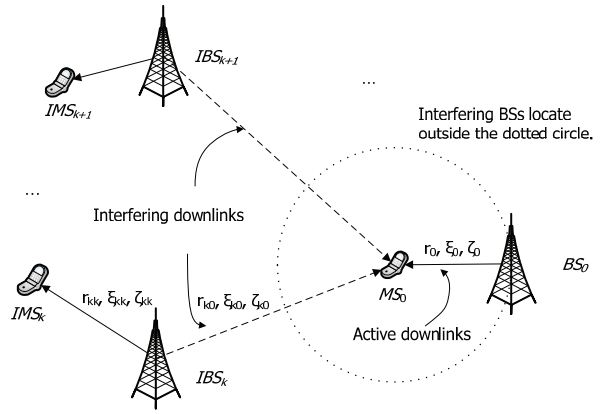 IBSk+1
IMSk+1
...
Interfering BSs locate
outside the dotted circle.
...
Interfering downlinks
r0, ξ0, ζ0
BS0
MS0
IMSk
rkk, ξkk, ζkk
rk0, ξk0, ζk0
Active downlinks
IBSk